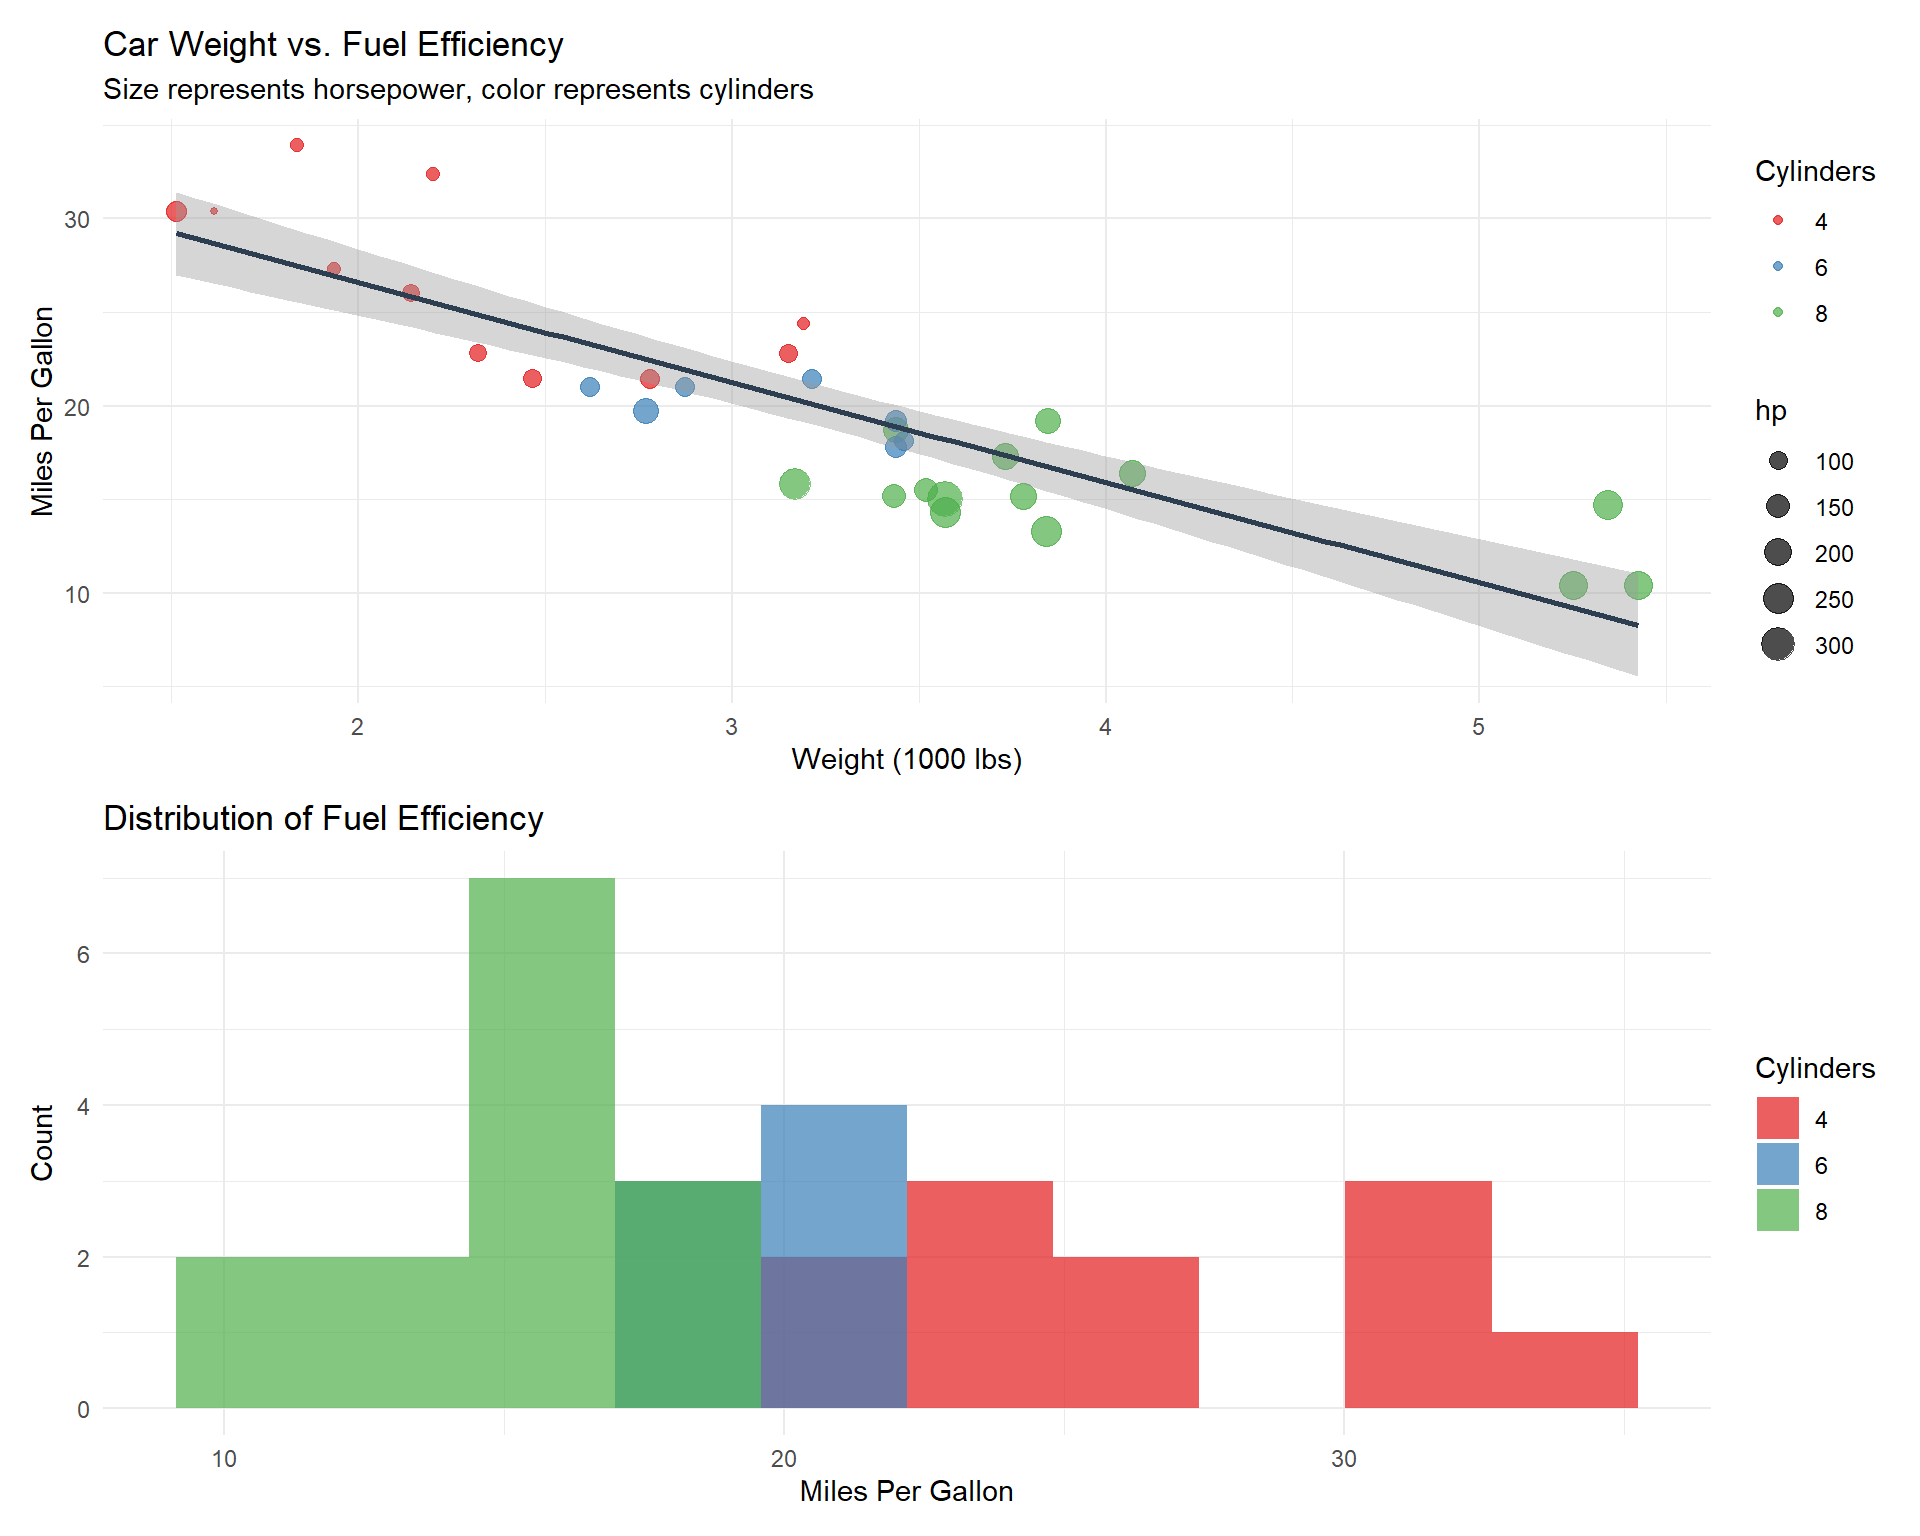 Car Weight vs. Fuel Efficiency
Size represents horsepower, color represents cylinders
Miles Per Gallon
30
20
10
2
3
4
5
Weight (1000 lbs)
Cylinders
4
6
8
hp
100
150
200
250
300
Distribution of Fuel Efficiency
Count
6
4
2
0
10
20
30
Miles Per Gallon
Cylinders
4
6
8